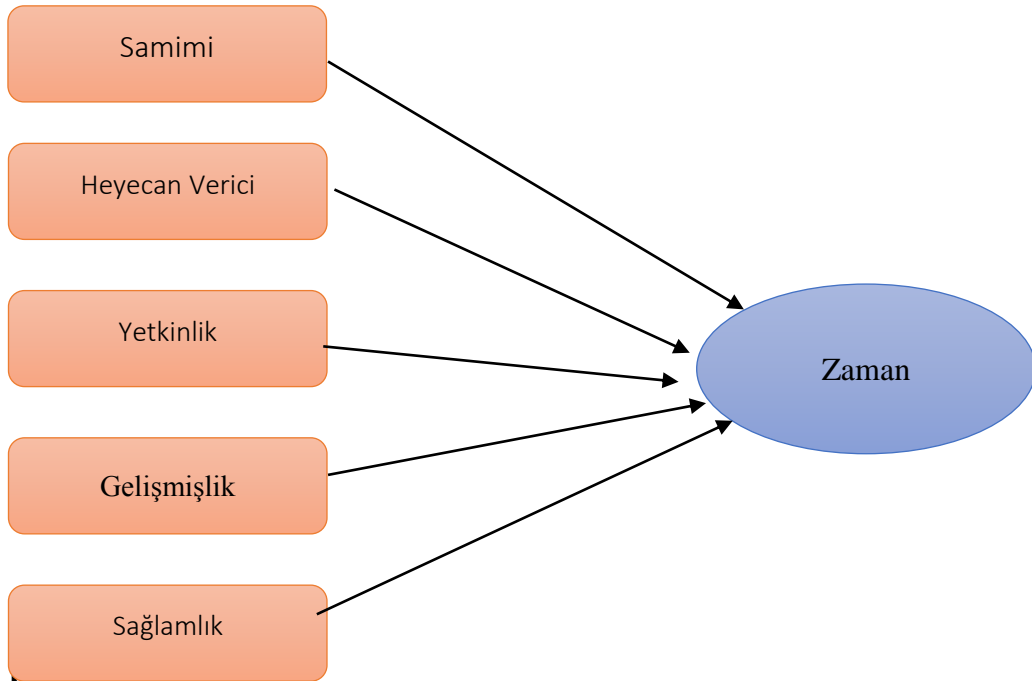 Samimi
Heyecan Verici
Yetkinlik
Zaman
Gelişmişlik
Sağlamlık